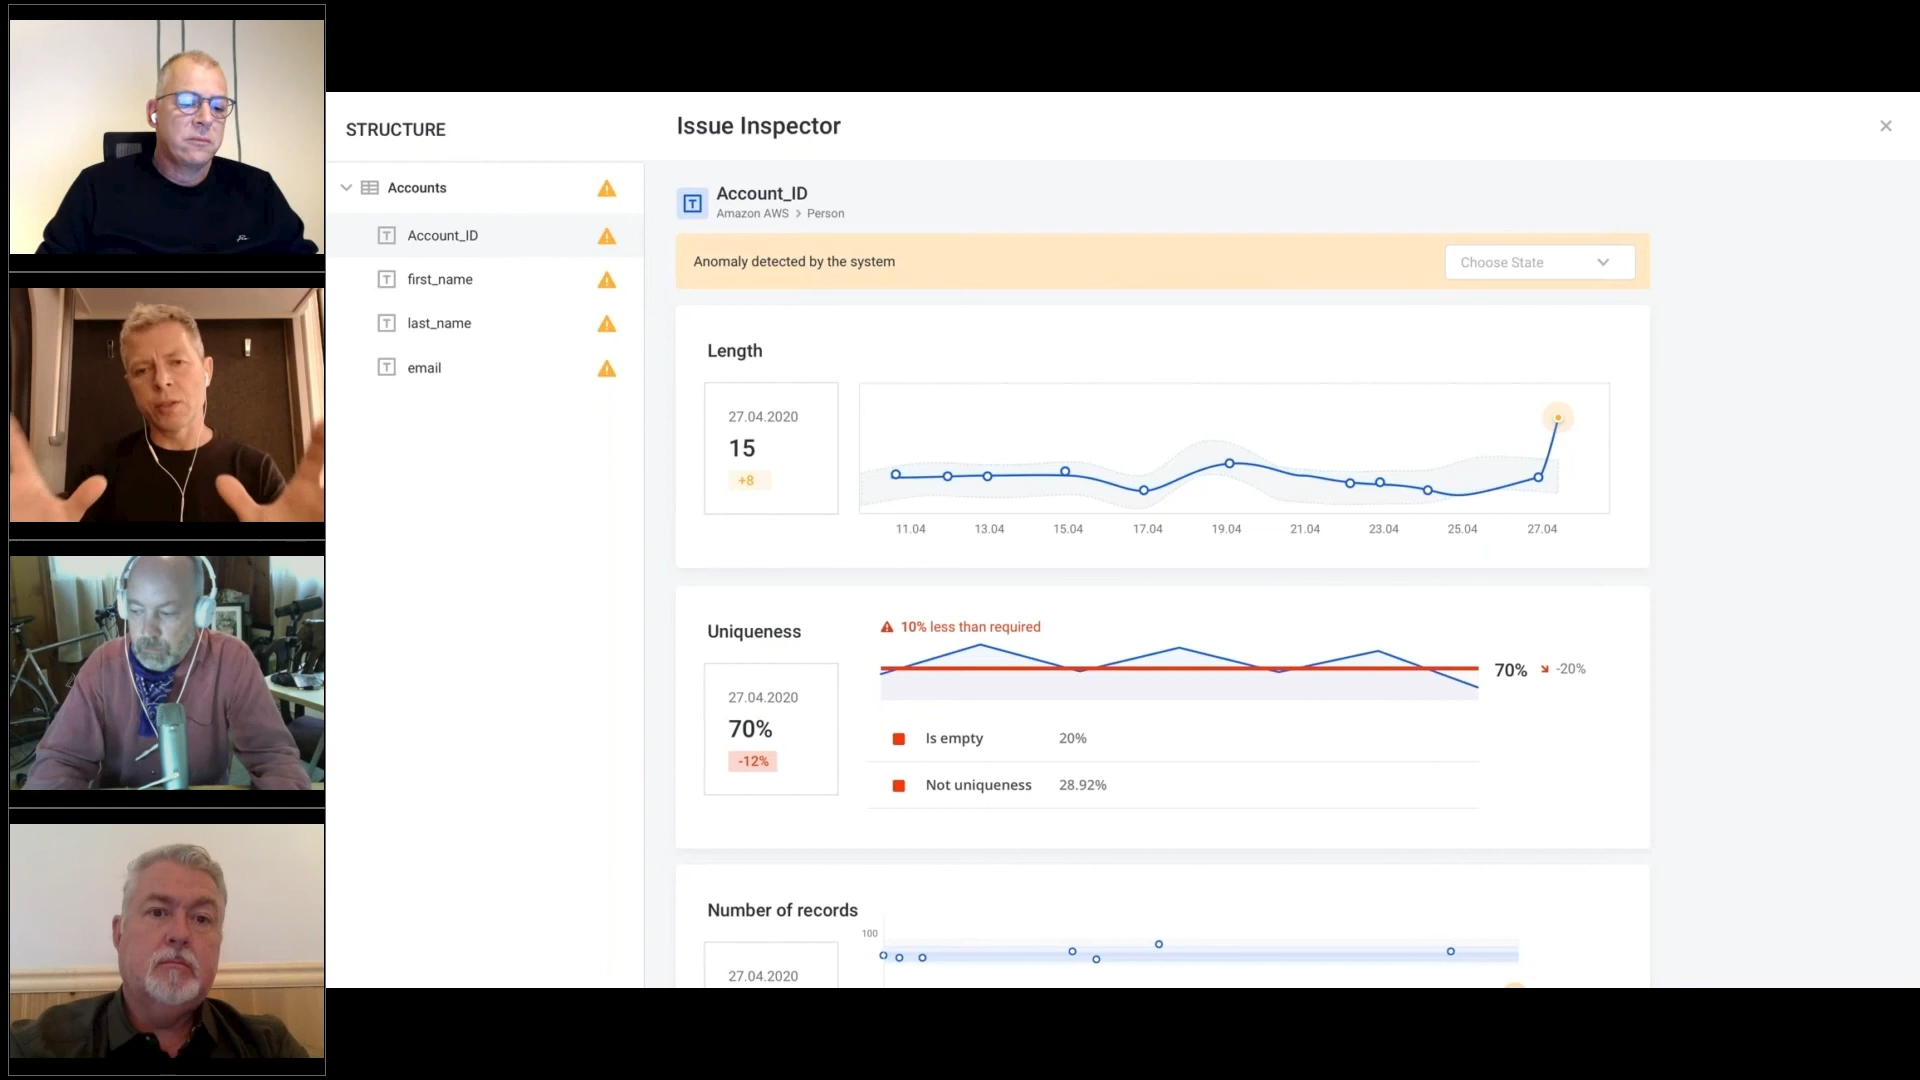 STRUCTURE
Accounts
Account_ID
first_name
last_name
email
Issue Inspector
Account_ID
Amazon AWS > Person
Anomaly detected by the system
Choose State
Length
27.04.2020
15
+8
11.04 13.04 15.04 17.04 19.04 21.04 23.04 25.04 27.04
Uniqueness
27.04.2020
70%
-12%
10% less than required
70% -20%
Is empty 20%
Not uniqueness 28.92%
Number of records
27.04.2020
100